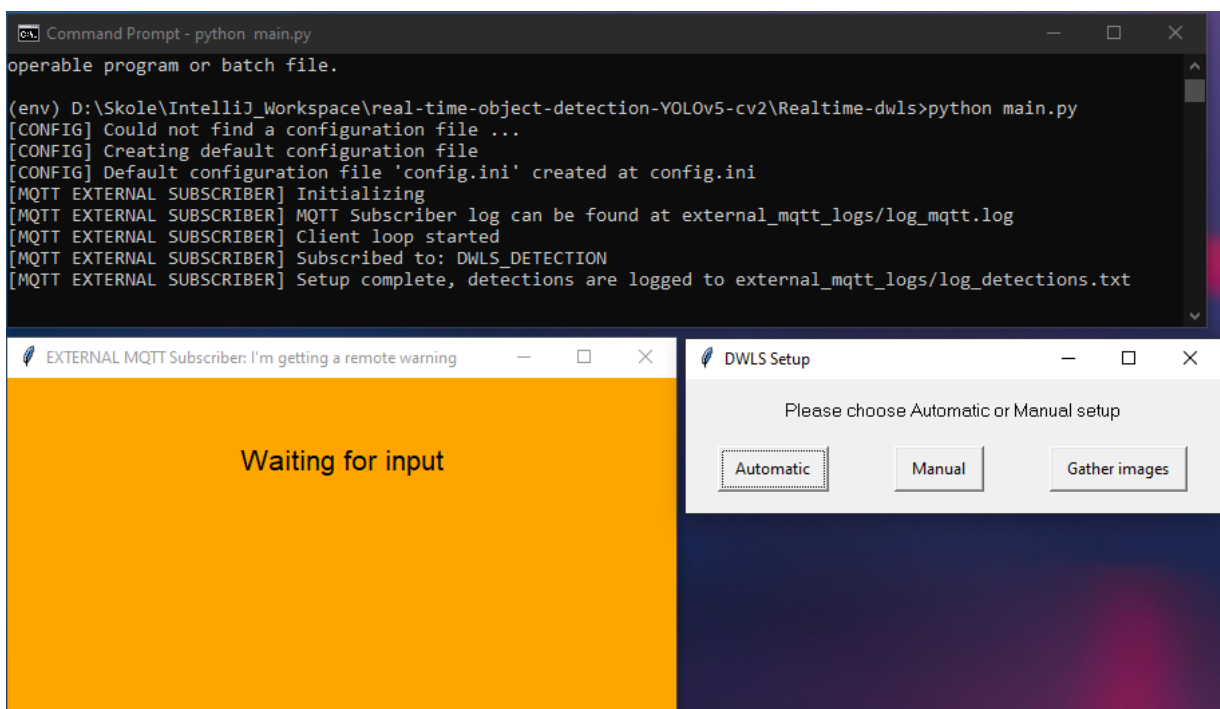 Command Prompt - python  main.py
operable program or batch file.
(env) D:\Skole\IntelliJ_Workspace\real-time-object-detection-YOLOv5-cv2\Realtime-dwls>python main.py
[CONFIG] Could not find a configuration file ...
[CONFIG] Creating default configuration file
[CONFIG] Default configuration file 'config.ini' created at config.ini
[MQTT EXTERNAL SUBSCRIBER] Initializing
[MQTT EXTERNAL SUBSCRIBER] MQTT Subscriber log can be found at external_mqtt_logs/log_mqtt.log
[MQTT EXTERNAL SUBSCRIBER] Client loop started
[MQTT EXTERNAL SUBSCRIBER] Subscribed to: DWLS_DETECTION
[MQTT EXTERNAL SUBSCRIBER] Setup complete, detections are logged to external_mqtt_logs/log_detections.txt
EXTERNAL MQTT Subscriber: I'm getting a remote warning
Waiting for input
DWLS Setup
Please choose Automatic or Manual setup
Automatic Manual Gather images